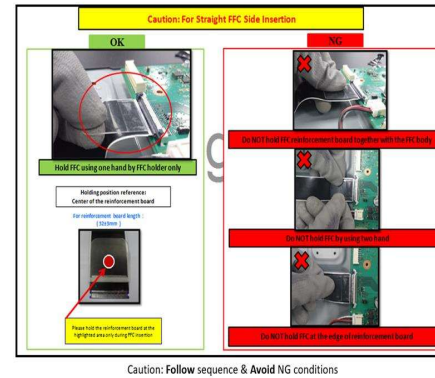 Caution: For Straight FFC Side Insertion
OK
NG
Hold FFC using one hand by FFC holder only
Holding position reference:
Center of the reinforcement board
For reinforcement board length :
Please hold the reinforcement board at the
highlighted area only during FFC insertion
Do NOT hold FFC reinforcement board together with the FFC body
Do NOT hold FFC by using two hand
Do NOT hold FFC at the edge of reinforcement board
Caution: Follow sequence & Avoid NG conditions